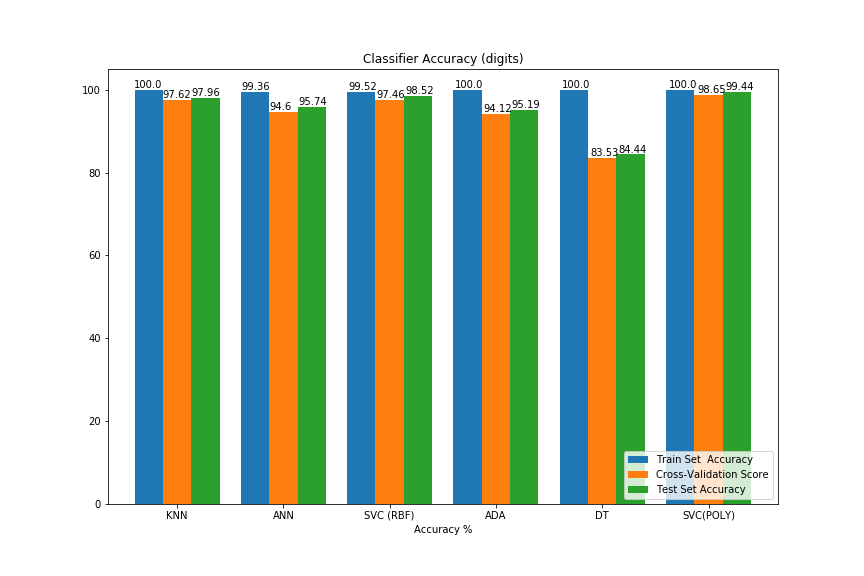 Classifier Accuracy (digits)
100
80
60
40
20
0
100.0 97.62 97.96
99.36 94.6 95.74
99.52 97.46 98.52
100.0 94.12 95.19
100.0 83.53 84.44
100.0 98.65 99.44
Train Set  Accuracy
Cross-Validation Score
Test Set Accuracy
KNN ANN SVC (RBF) ADA DT SVC(POLY)
Accuracy %